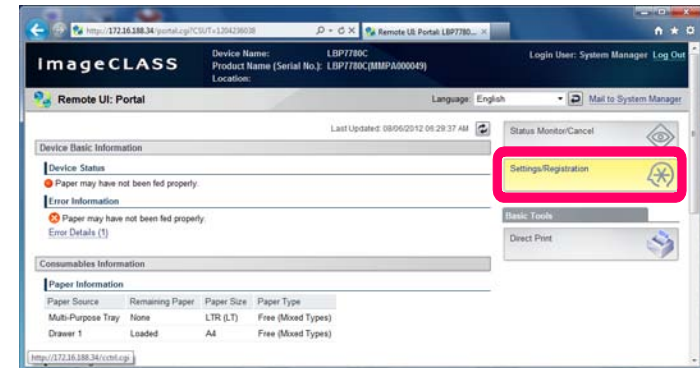 http://172.16.188.34/portal.cgi?CSUT=1204238038
Remote UI: Portal: LBP7780...
imageCLASS
Device Name: LBP7780C
Product Name (Serial No.): LBP7780C(MMPA000049)
Location:
Login User: System Manager Log Out
Remote UI: Portal
Language: English
Mail to System Manager
Last Updated: 08/06/2012 06:29:37 AM
Device Basic Information
Device Status
Paper may have not been fed properly.
Error Information
Paper may have not been fed properly.
Error Details (1)
Consumables Information
Paper Information
Paper Source Remaining Paper Paper Size Paper Type
Multi-Purpose Tray None LTR (LT) Free (Mixed Types)
Drawer 1 Loaded A4 Free (Mixed Types)
Status Monitor/Cancel
Settings/Registration
Basic Tools
Direct Print
http://172.16.188.34/cctrl.cgi